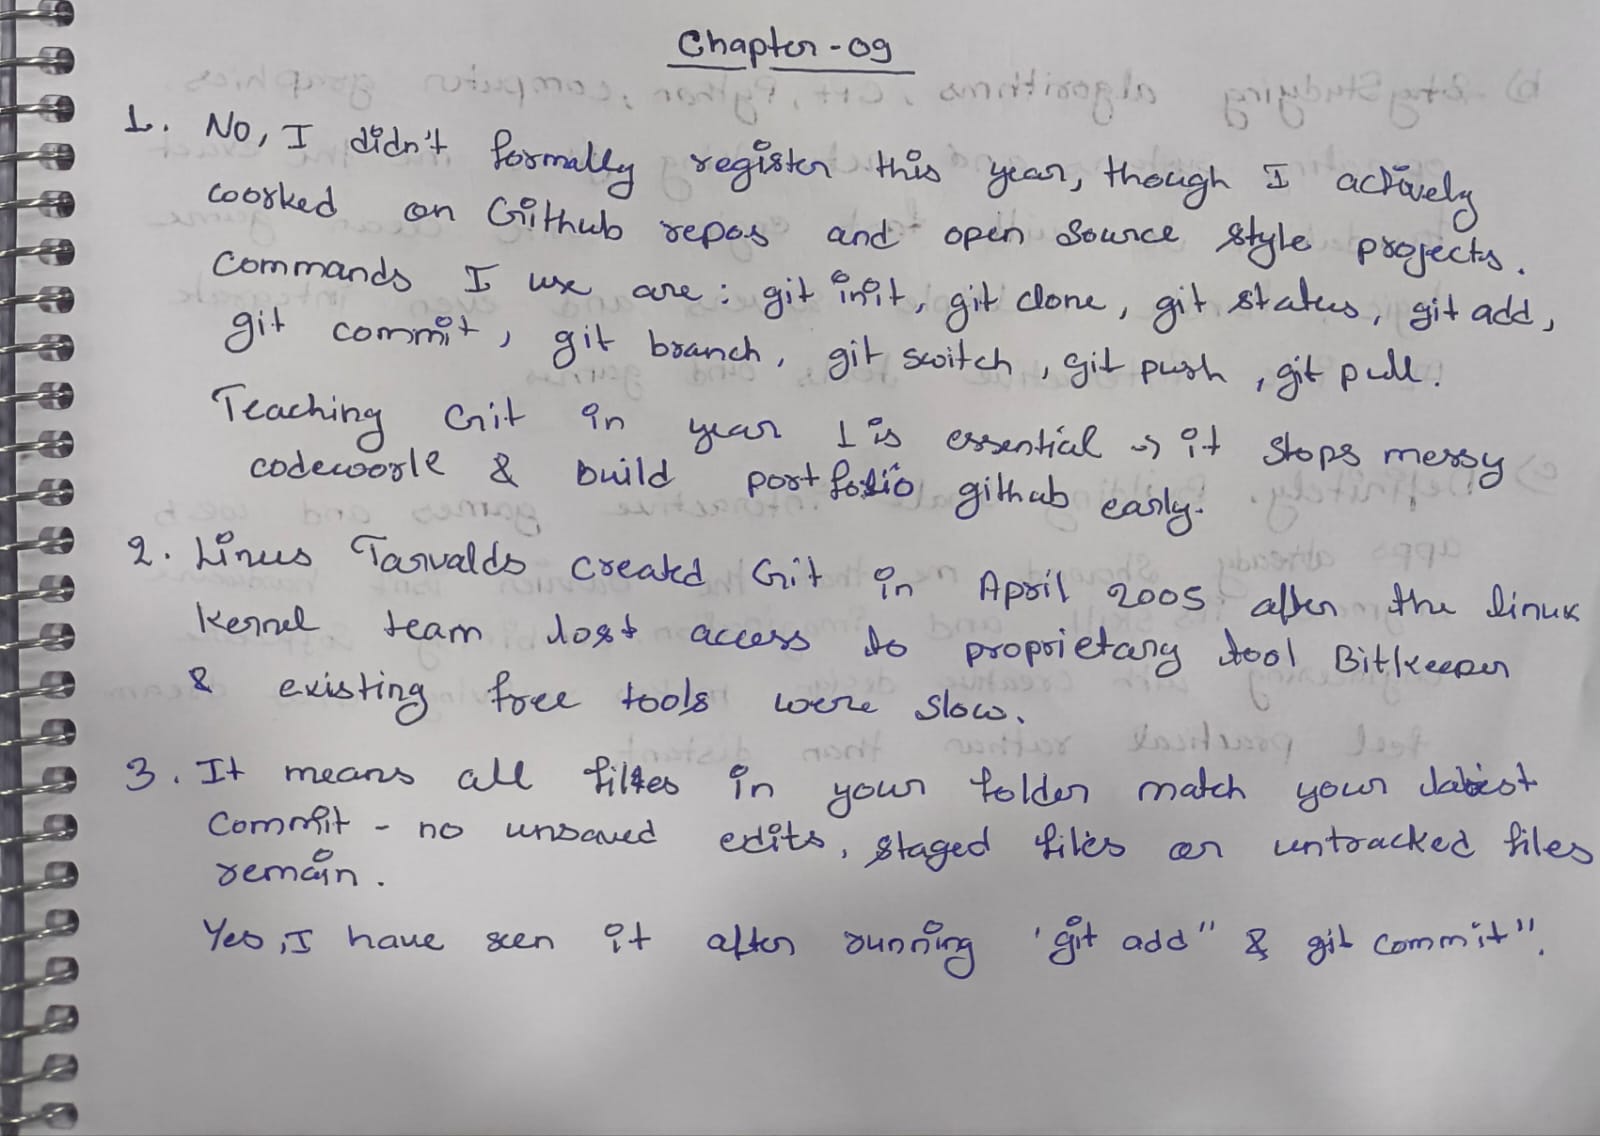 Chapter - 09
1. No, I didn't formally register this year, though I actively
worked on Github repos and open source style projects.
Commands I use are : git init, git clone, git status, git add,
git commit, git branch, git switch, git push, git pull.
Teaching Git in year 1 is essential → it stops messy
codework & build portfolio github early.
2. Linus Torvalds created Git in April 2005 after the linux
Kernel team lost access to proprietary tool Bitkeeper
& existing free tools were slow.
3. It means all files in your folder match your latest
Commit - no unsaved edits, staged files or untracked files
remain.
Yes, I have seen it after running 'git add" & git commit".